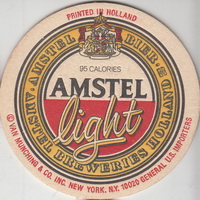 PRINTED IN HOLLAND
AMSTEL BIER
95 CALORIES
AMSTEL
light
AMSTEL BREWERIES HOLLAND
© VAN MUNCHING & CO. INC. NEW YORK, N.Y. 10020 GENERAL U.S. IMPORTERS